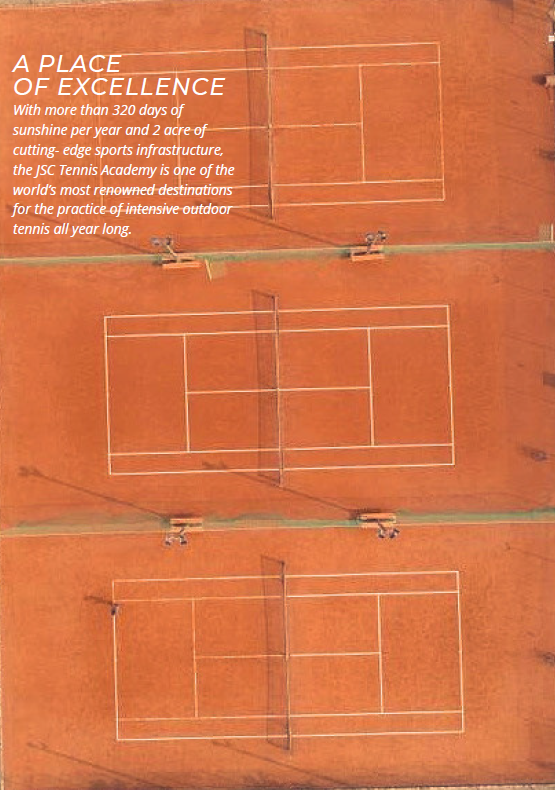 A PLACE
OF EXCELLENCE
With more than 320 days of
sunshine per year and 2 acre of
cutting- edge sports infrastructure,
the JSC Tennis Academy is one of the
world's most renowned destinations
for the practice of intensive outdoor
tennis all year long.